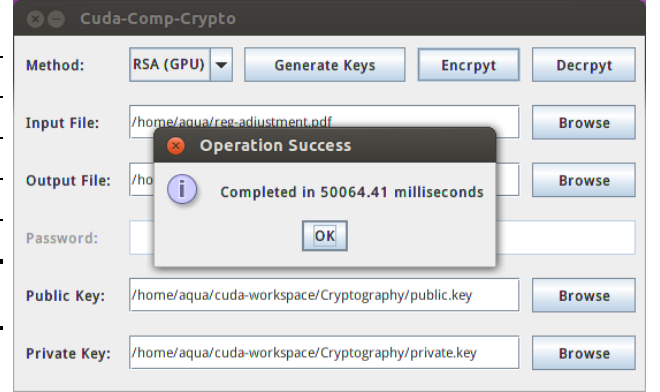 Cuda-Comp-Crypto
Method: RSA (GPU) Generate Keys Encrpyt Decrpyt
Input File: /home/aqua/reg-adjustment.pdf Browse
Operation Success
Output File: /ho Browse
Completed in 50064.41 milliseconds
OK
Password:
Public Key: /home/aqua/cuda-workspace/Cryptography/public.key Browse
Private Key: /home/aqua/cuda-workspace/Cryptography/private.key Browse